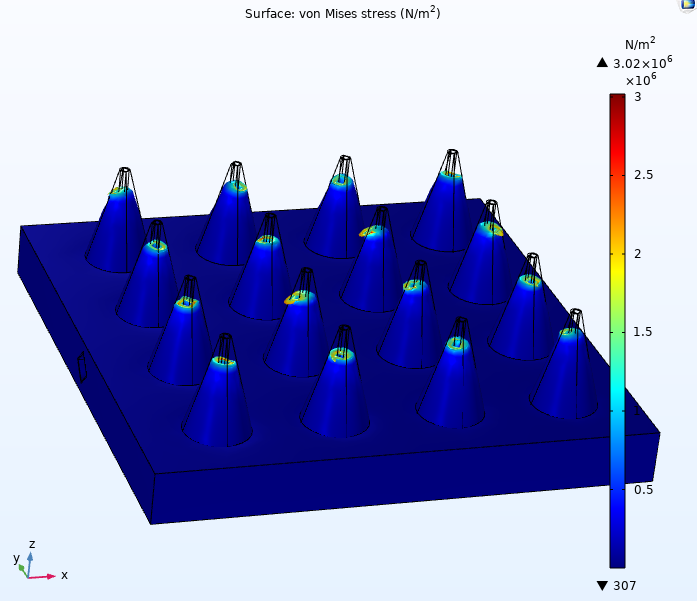 Surface: von Mises stress (N/m²)
N/m²
▲ 3.02×10⁶
×10⁶
3
2.5
2
1.5
1
0.5
▼ 307
z
y
x